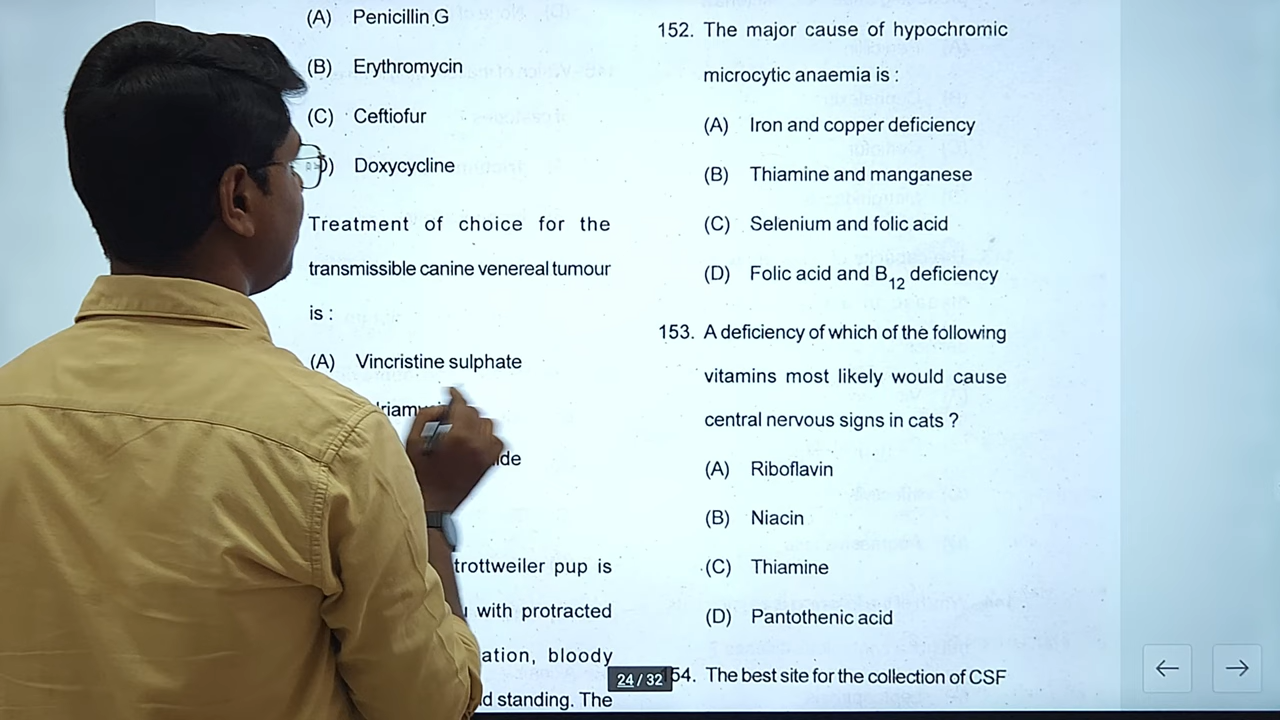 (A) Penicillin G
(B) Erythromycin
(C) Ceftiofur
Doxycycline
Treatment of choice for the
transmissible canine venereal tumour
is :
(A) Vincristine sulphate
pup is
with protracted
bloody
standing. The
152. The major cause of hypochromic
microcytic anaemia is :
(A) Iron and copper deficiency
(B) Thiamine and manganese
(C) Selenium and folic acid
(D) Folic acid and B12 deficiency
153. A deficiency of which of the following
vitamins most likely would cause
central nervous signs in cats ?
(A) Riboflavin
(B) Niacin
(C) Thiamine
(D) Pantothenic acid
154. The best site for the collection of CSF
24 / 32